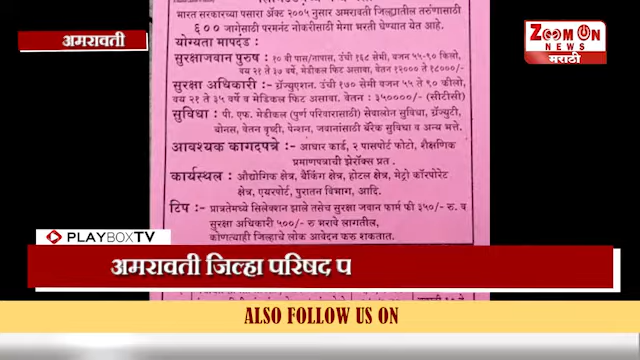 अमरावती
ZOOM ON
NEWS
मराठी
भारत सरकारच्या पसारा ॲक्ट २००५ नुसार अमरावती जिल्ह्यातील तरुणांसाठी
६०० जागेसाठी परमनंट नोकरीसाठी मेगा भरती घेण्यात येत आहे.
योग्यता मापदंड :-
सुरक्षाजवान पुरुष :- १० वी पास/नापास, उंची १६८ सेमी, वजन ५५-९० किलो,
वय २१ ते ३७ वर्षे, मेडीकल फिट असावा, वेतन १२००० ते १८०००/-
सुरक्षा अधिकारी :- ग्रॅज्युएशन. उंची १७० सेमी वजन ५५ ते ९० कीलो,
वय २१ ते ३५ वर्षे व मेडिकल फिट असावा, वेतन : ३५००००/- (सीटीसी)
सुविधा :- पी. एफ. मेडीकल (पुर्ण परिवारासाठी) सेवालोन सुविधा, ग्रॅज्युटी,
बोनस, वेतन वृध्दी, पेन्शन, जवानांसाठी बॅरेक सुविधा व अन्य भत्ते.
आवश्यक कागदपत्रे :- आधार कार्ड, २ पासपोर्ट फोटो, शैक्षणिक
प्रमाणपत्राची झेरॉक्स प्रत.
कार्यस्थल :- औद्योगिक क्षेत्र, बैंकिंग क्षेत्र, होटल क्षेत्र, मेट्रो कॉरपोरेट
क्षेत्र, एयरपोर्ट, पुरातन विभाग, आदि.
टिप :- प्रात्तेमध्ये सिलेक्शन झाले तसेच सुरक्षा जवान फार्म फी ३५०/- रु. व
सुरक्षा अधिकारी ५००/- रु भरावे लागतील,
कोणत्याही जिल्हाचे लोक आवेदन करु शकतात.
PLAYBOXTV
अमरावती जिल्हा परिषद प
ALSO FOLLOW US ON